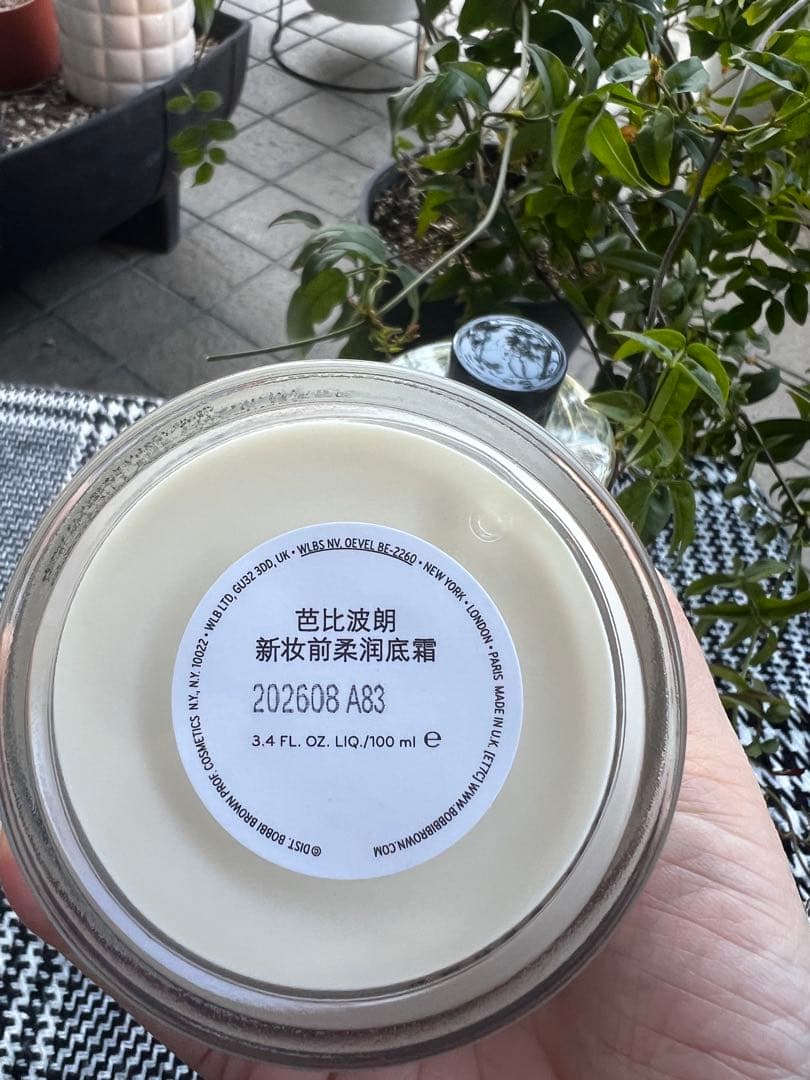 芭比波朗
新妆前柔润底霜
202608 A83
3.4 FL. OZ. LIQ./100 ml ℮
© DIST. BOBBI BROWN PROF. COSMETICS N.Y., N.Y. 10022 • WLB LTD, GU32 3DD, UK • WLBS NV, OEVEL BE-2260 • NEW YORK • LONDON • PARIS MADE IN U.K. [ET7C] WWW.BOBBIBROWN.COM